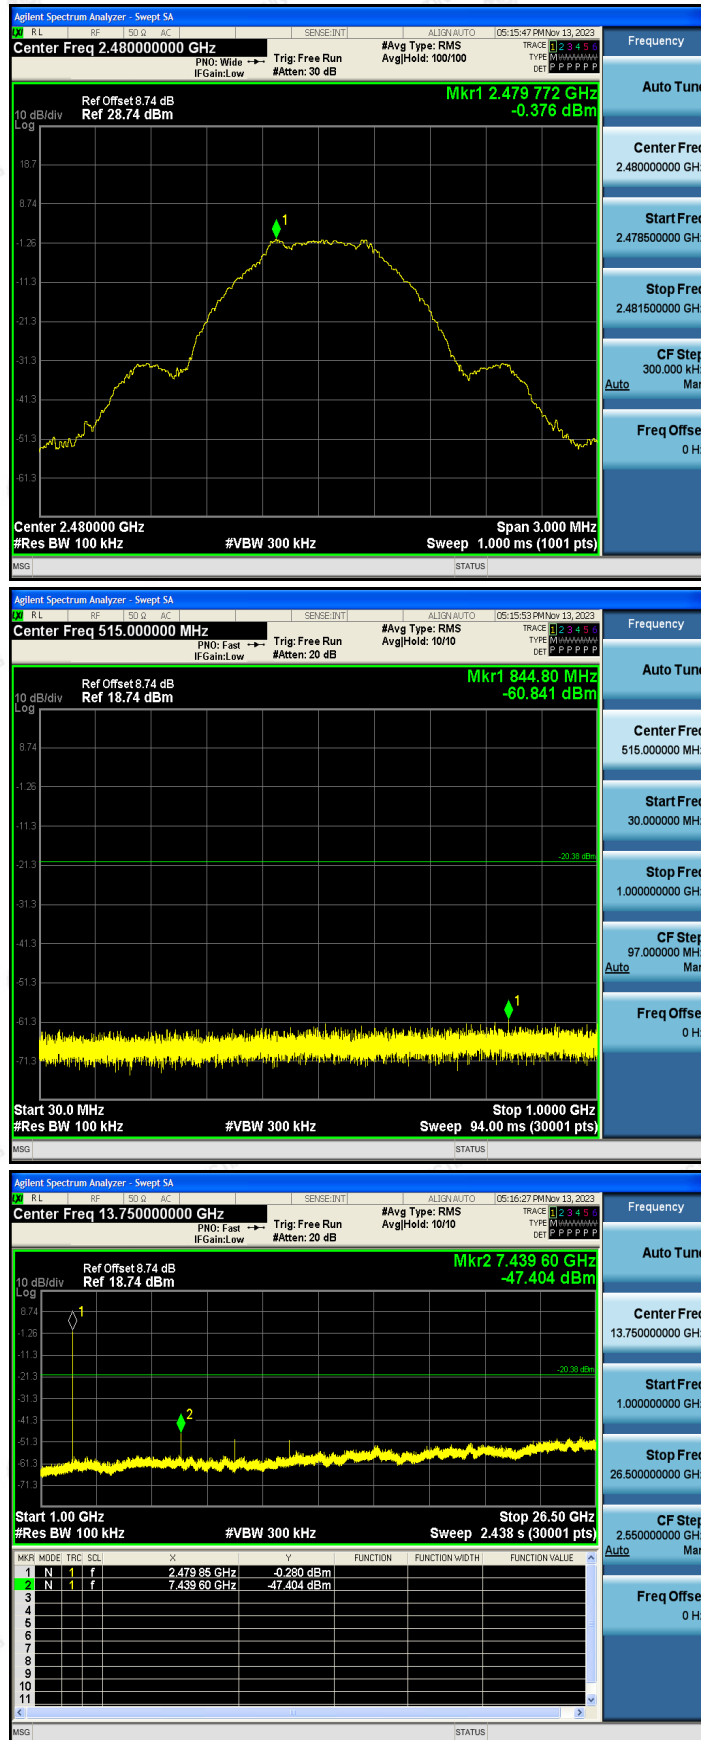 Agilent Spectrum Analyzer - Swept SA
LXI RL RF 50 Ω AC SENSE:INT ALIGN AUTO 05:15:47 PM Nov 13, 2023
Center Freq 2.480000000 GHz #Avg Type: RMS TRACE 1 2 3 4 5 6
PNO: Wide Trig: Free Run Avg|Hold: 100/100 TYPE M
IFGain:Low #Atten: 30 dB DET P P P P P P
Frequency
Auto Tune
Ref Offset 8.74 dB Mkr1 2.479 772 GHz
10 dB/div Ref 28.74 dBm -0.376 dBm
Log
18.7
8.74
-1.26
-11.3
-21.3
-31.3
-41.3
-51.3
-61.3
1
Center Freq
2.480000000 GHz
Start Freq
2.478500000 GHz
Stop Freq
2.481500000 GHz
CF Step
300.000 kHz
Auto Man
Freq Offset
0 Hz
Center 2.480000 GHz Span 3.000 MHz
#Res BW 100 kHz #VBW 300 kHz Sweep 1.000 ms (1001 pts)
MSG STATUS
Agilent Spectrum Analyzer - Swept SA
LXI RL RF 50 Ω AC SENSE:INT ALIGN AUTO 05:15:53 PM Nov 13, 2023
Center Freq 515.000000 MHz #Avg Type: RMS TRACE 1 2 3 4 5 6
PNO: Fast Trig: Free Run Avg|Hold: 10/10 TYPE M
IFGain:Low #Atten: 20 dB DET P P P P P P
Frequency
Auto Tune
Ref Offset 8.74 dB Mkr1 844.80 MHz
10 dB/div Ref 18.74 dBm -60.841 dBm
Log
8.74
-1.26
-11.3
-21.3
-31.3
-41.3
-51.3
-61.3
-71.3
-20.38 dBm
1
Center Freq
515.000000 MHz
Start Freq
30.000000 MHz
Stop Freq
1.000000000 GHz
CF Step
97.000000 MHz
Auto Man
Freq Offset
0 Hz
Start 30.0 MHz Stop 1.0000 GHz
#Res BW 100 kHz #VBW 300 kHz Sweep 94.00 ms (30001 pts)
MSG STATUS
Agilent Spectrum Analyzer - Swept SA
LXI RL RF 50 Ω AC SENSE:INT ALIGN AUTO 05:16:27 PM Nov 13, 2023
Center Freq 13.750000000 GHz #Avg Type: RMS TRACE 1 2 3 4 5 6
PNO: Fast Trig: Free Run Avg|Hold: 10/10 TYPE M
IFGain:Low #Atten: 20 dB DET P P P P P P
Frequency
Auto Tune
Ref Offset 8.74 dB Mkr2 7.439 60 GHz
10 dB/div Ref 18.74 dBm -47.404 dBm
Log
8.74
-1.26
-11.3
-21.3
-31.3
-41.3
-51.3
-61.3
-71.3
-20.38 dBm
1
2
Center Freq
13.750000000 GHz
Start Freq
1.000000000 GHz
Stop Freq
26.500000000 GHz
CF Step
2.550000000 GHz
Auto Man
Freq Offset
0 Hz
Start 1.00 GHz Stop 26.50 GHz
#Res BW 100 kHz #VBW 300 kHz Sweep 2.438 s (30001 pts)
MKR MODE TRC SCL X Y FUNCTION FUNCTION WIDTH FUNCTION VALUE
1 N 1 f 2.479 85 GHz -0.280 dBm
2 N 1 f 7.439 60 GHz -47.404 dBm
3
4
5
6
7
8
9
10
11
MSG STATUS